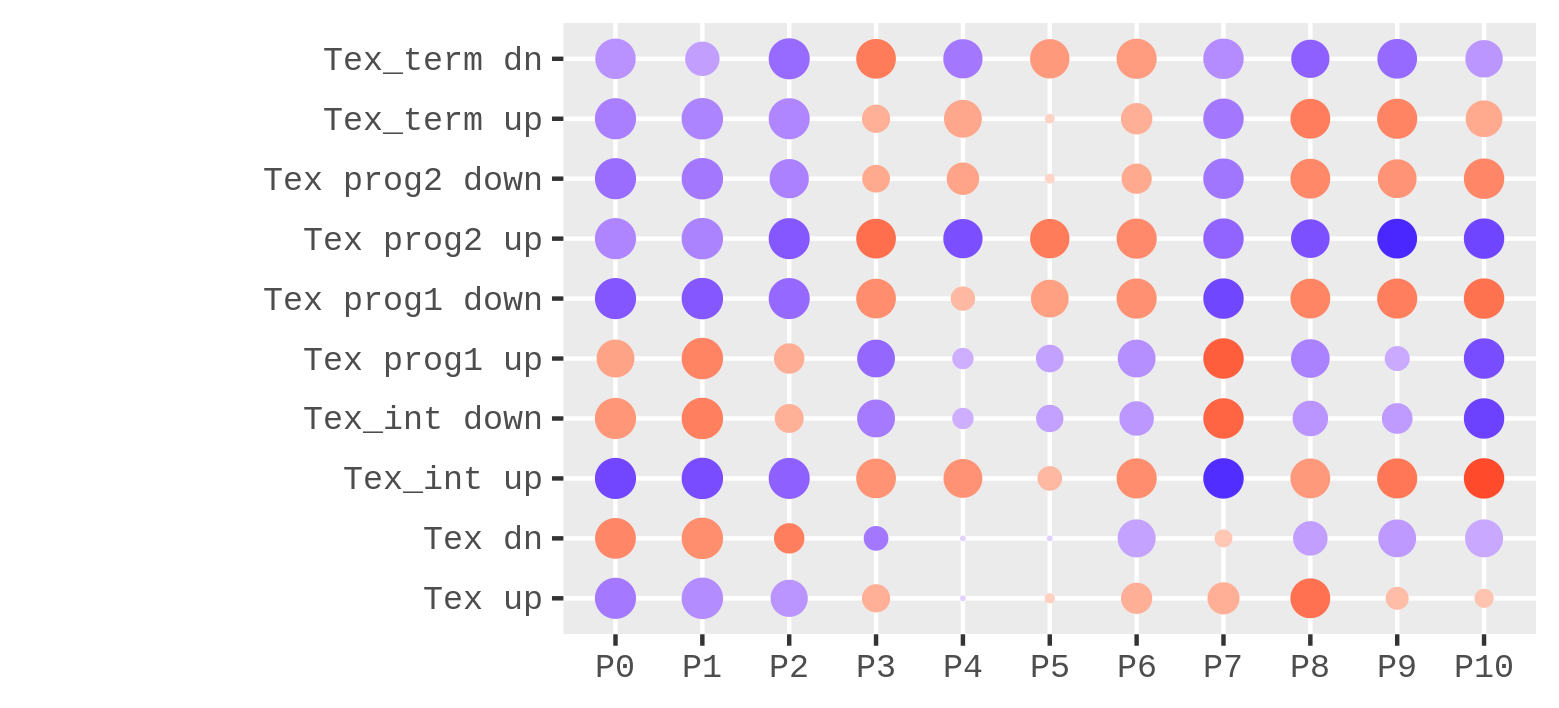 Tex_term dn
Tex_term up
Tex prog2 down
Tex prog2 up
Tex prog1 down
Tex prog1 up
Tex_int down
Tex_int up
Tex dn
Tex up
P0 P1 P2 P3 P4 P5 P6 P7 P8 P9 P10